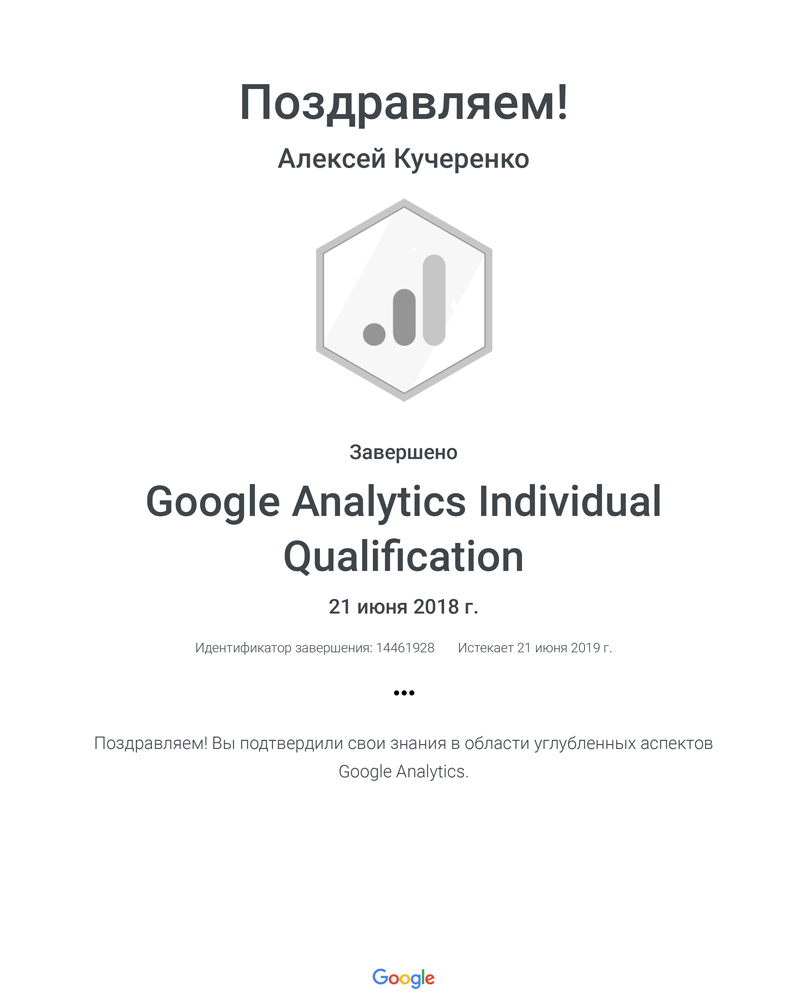 Поздравляем!
Алексей Кучеренко
Завершено
Google Analytics Individual
Qualification
21 июня 2018 г.
Идентификатор завершения: 14461928 Истекает 21 июня 2019 г.
•••
Поздравляем! Вы подтвердили свои знания в области углубленных аспектов
Google Analytics.
Google